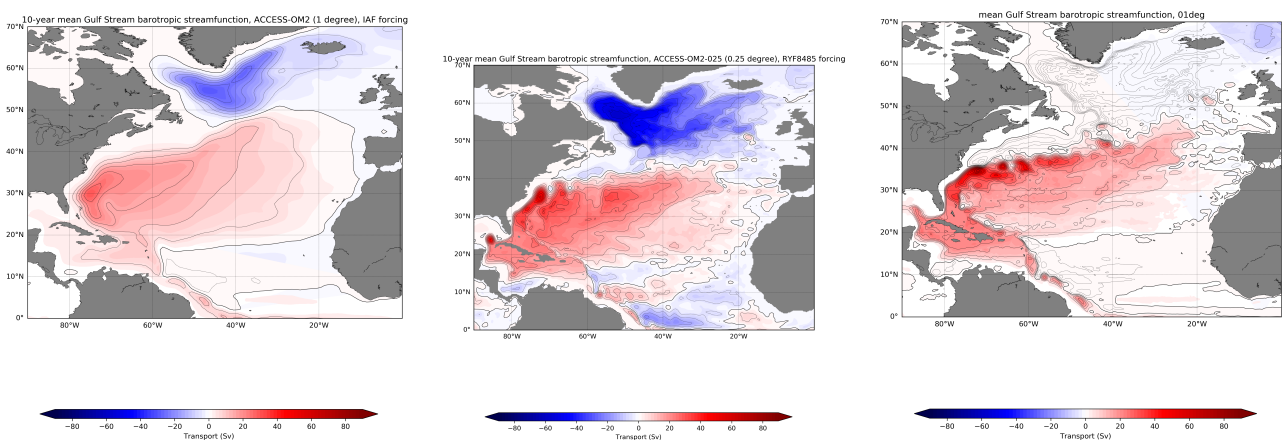 10-year mean Gulf Stream barotropic streamfunction, ACCESS-OM2 (1 degree), IAF forcing
70°N
60°N
50°N
40°N
30°N
20°N
10°N
0°
80°W 60°W 40°W 20°W
−80 −60 −40 −20 0 20 40 60 80
Transport (Sv)
10-year mean Gulf Stream barotropic streamfunction, ACCESS-OM2-025 (0.25 degree), RYF8485 forcing
70°N
60°N
50°N
40°N
30°N
20°N
10°N
0°
80°W 60°W 40°W 20°W
−80 −60 −40 −20 0 20 40 60 80
Transport (Sv)
mean Gulf Stream barotropic streamfunction, 01deg
70°N
60°N
50°N
40°N
30°N
20°N
10°N
0°
80°W 60°W 40°W 20°W
−80 −60 −40 −20 0 20 40 60 80
Transport (Sv)